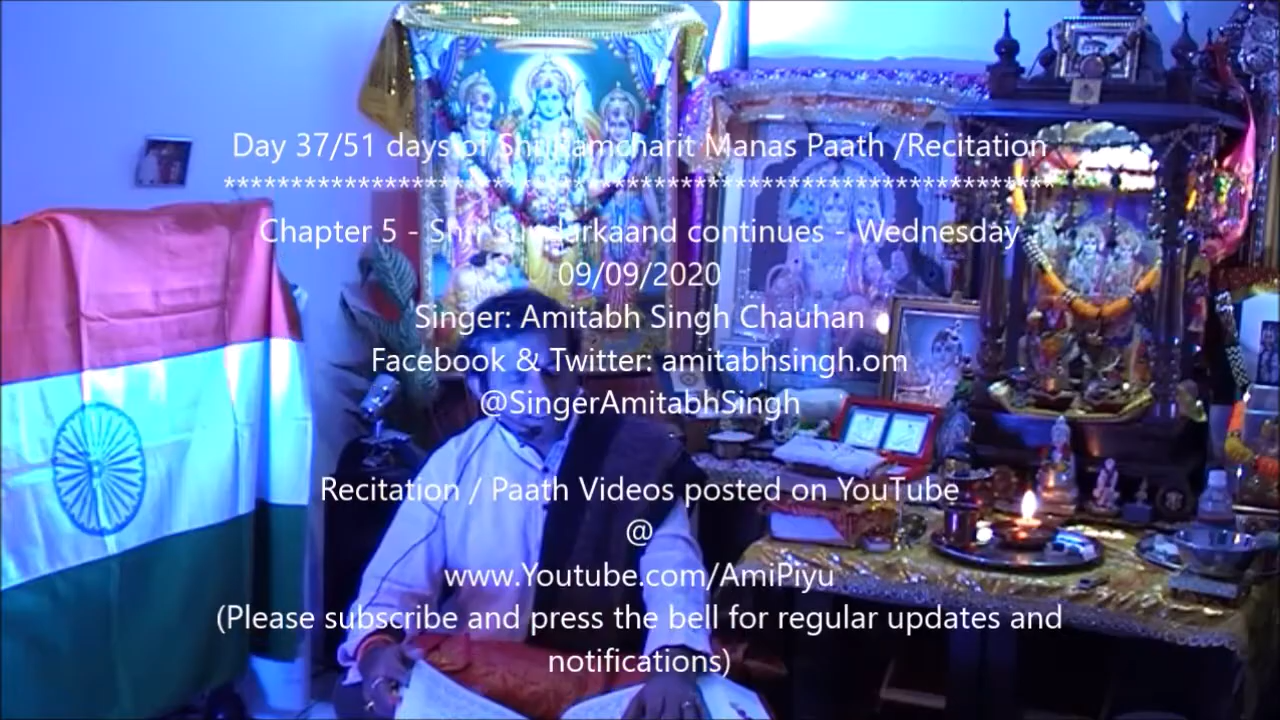 Day 37/51 days of Shri Ramcharit Manas Paath /Recitation
**************************************************************
Chapter 5 - Shri Sundarkaand continues - Wednesday
09/09/2020
Singer: Amitabh Singh Chauhan
Facebook & Twitter: amitabhsingh.om
@SingerAmitabhSingh
Recitation / Paath Videos posted on YouTube
@
www.Youtube.com/AmiPiyu
(Please subscribe and press the bell for regular updates and
notifications)